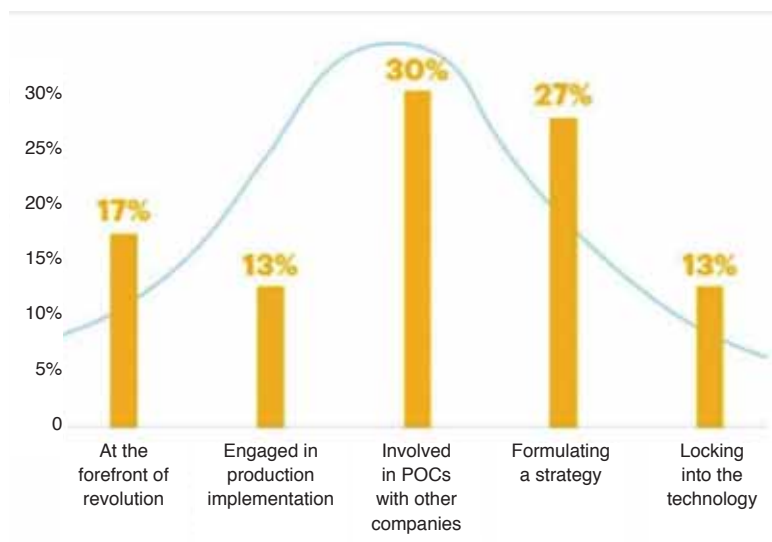 30%
25%
20%
15%
10%
5%
0
17%
13%
30%
27%
13%
At the
forefront of
revolution
Engaged in
production
implementation
Involved
in POCs
with other
companies
Formulating
a strategy
Locking
into the
technology